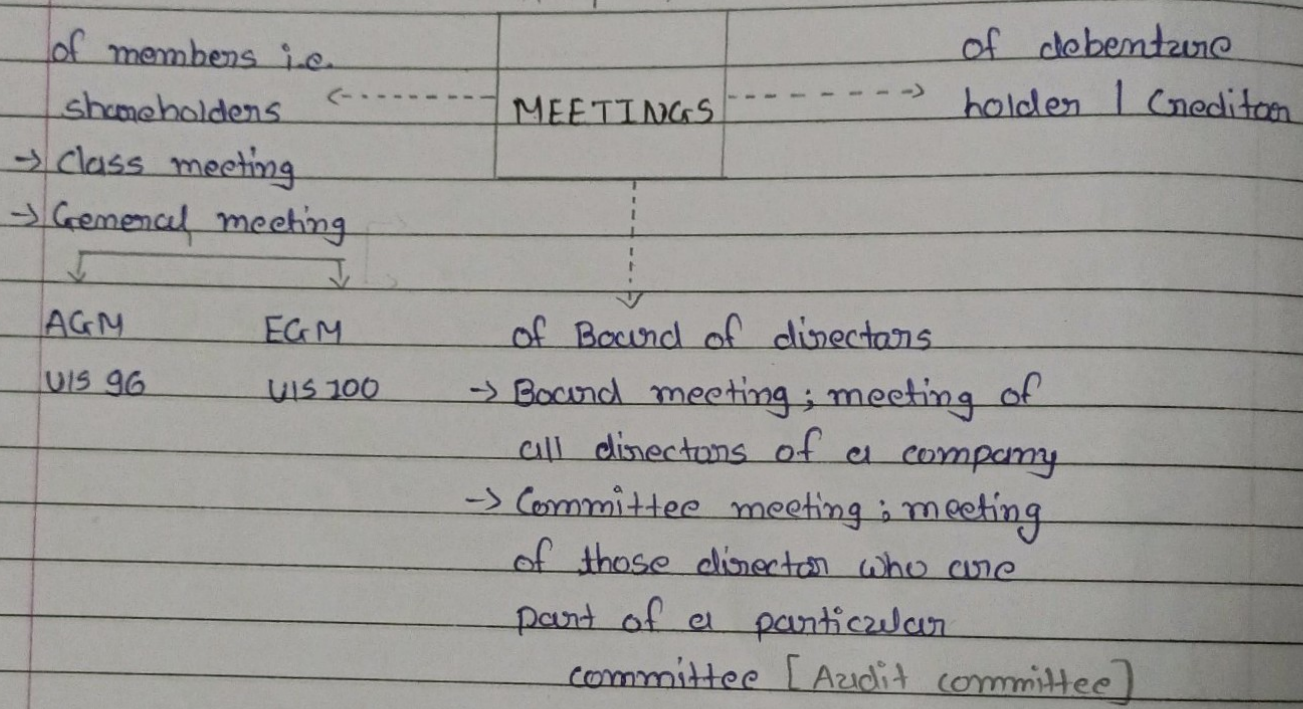 of members i.e.
shareholders
→ Class meeting
→ General meeting
AGM EGM
U/S 96 U/S 100
MEETINGS
of debenture
holder / Creditor
of Board of directors
→ Board meeting ; meeting of
all directors of a company
→ Committee meeting ; meeting
of those director who are
part of a particular
committee [Audit committee]